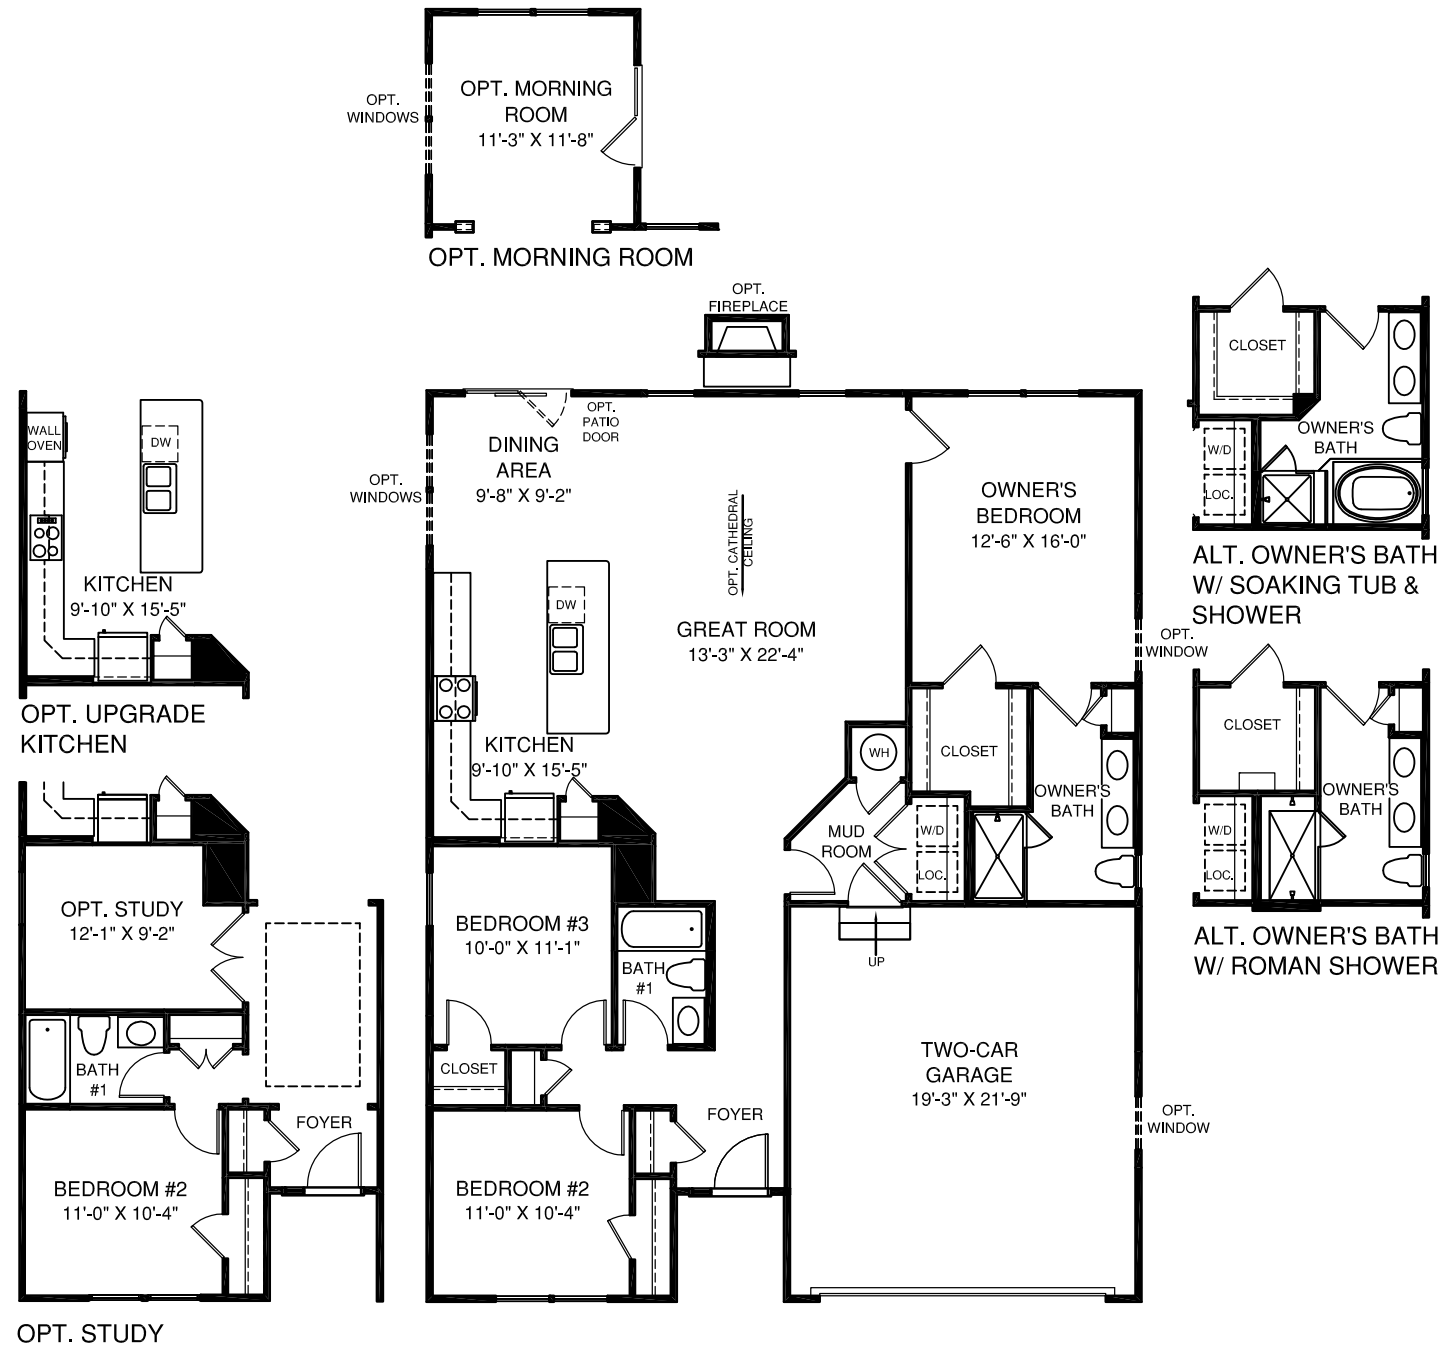 OPT. MORNING
ROOM
11'-3" X 11'-8"
OPT.
WINDOWS
OPT. MORNING ROOM
OPT.
FIREPLACE
WALL
OVEN
DW
KITCHEN
9'-10" X 15'-5"
OPT. UPGRADE
KITCHEN
OPT. STUDY
12'-1" X 9'-2"
BATH
#1
FOYER
BEDROOM #2
11'-0" X 10'-4"
OPT. STUDY
OPT.
PATIO
DOOR
DINING
AREA
9'-8" X 9'-2"
OPT.
WINDOWS
OPT. CATHEDRAL
CEILING
OWNER'S
BEDROOM
12'-6" X 16'-0"
DW
GREAT ROOM
13'-3" X 22'-4"
OPT.
WINDOW
KITCHEN
9'-10" X 15'-5"
WH
CLOSET
OWNER'S
BATH
MUD
ROOM
W/D
LOC.
BEDROOM #3
10'-0" X 11'-1"
BATH
#1
UP
CLOSET
TWO-CAR
GARAGE
19'-3" X 21'-9"
FOYER
OPT.
WINDOW
BEDROOM #2
11'-0" X 10'-4"
CLOSET
OWNER'S
BATH
W/D
LOC.
ALT. OWNER'S BATH
W/ SOAKING TUB &
SHOWER
CLOSET
OWNER'S
BATH
W/D
LOC.
ALT. OWNER'S BATH
W/ ROMAN SHOWER